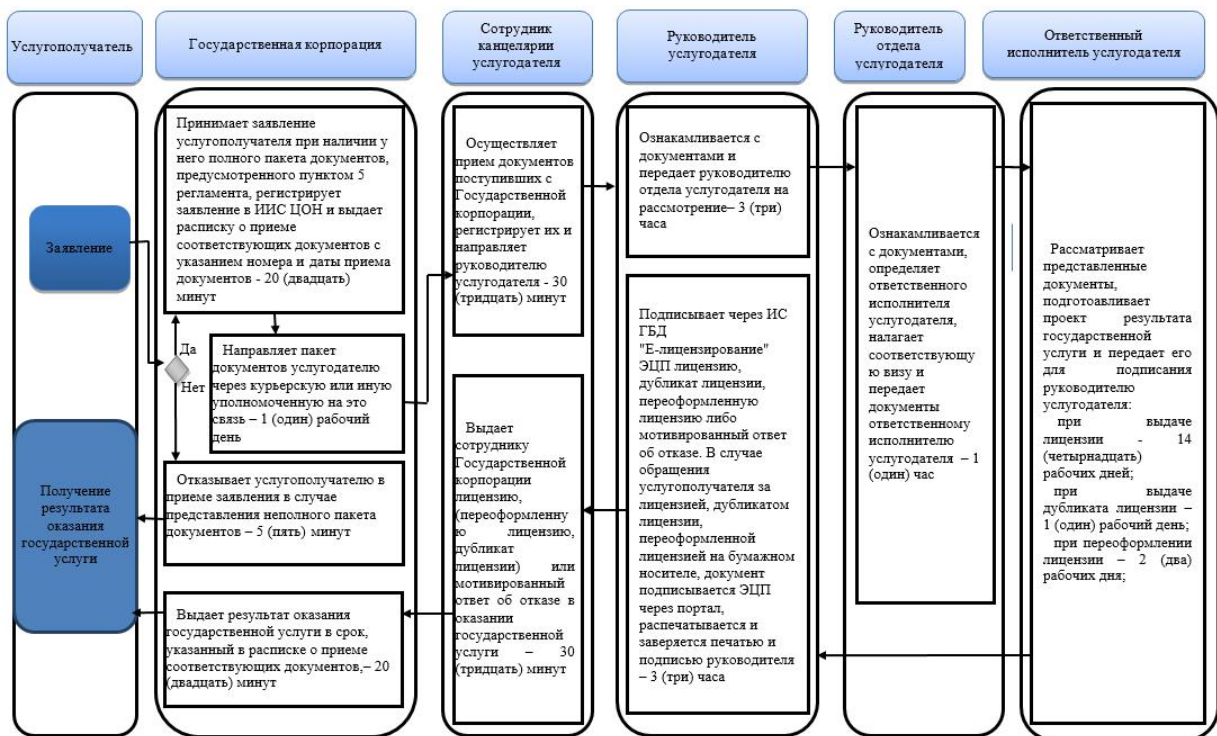 Услугополучатель
Государственная корпорация
Сотрудник
канцелярии
услугодателя
Руководитель
услугодателя
Руководитель
отдела
услугодателя
Ответственный
исполнитель услугодателя
Заявление
Получение
результата
оказания
государственной
услуги
Принимает заявление
услугополучателя при наличии у
него полного пакета документов,
предусмотренного пунктом 5
регламента, регистрирует
заявление в ИИС ЦОН и выдает
расписку о приеме
соответствующих документов с
указанием номера и даты приема
документов - 20 (двадцать)
минут
Да
Нет
Направляет пакет
документов услугодателю
через курьерскую или иную
уполномоченную на это
связь – 1 (один) рабочий
день
Отказывает услугополучателю в
приеме заявления в случае
представления неполного пакета
документов – 5 (пять) минут
Выдает результат оказания
государственной услуги в срок,
указанный в расписке о приеме
соответствующих документов,– 20
(двадцать) минут
Осуществляет
прием документов
поступивших с
Государственной
корпорации,
регистрирует их и
направляет
руководителю
услугодателя - 30
(тридцать) минут
Выдает
сотруднику
Государственной
корпорации
лицензию,
(переоформленну
ю лицензию,
дубликат
лицензии) или
мотивированный
ответ об отказе в
оказании
государственной
услуги – 30
(тридцать) минут
Ознакамливается с
документами и
передает руководителю
отдела услугодателя на
рассмотрение– 3 (три)
часа
Подписывает через ИС
ГБД
"Е-лицензирование"
ЭЦП лицензию,
дубликат лицензии,
переоформленную
лицензию либо
мотивированный ответ
об отказе. В случае
обращения
услугополучателя за
лицензией, дубликатом
лицензии,
переоформленной
лицензией на бумажном
носителе, документ
подписывается ЭЦП
через портал,
распечатывается и
заверяется печатью и
подписью руководителя
– 3 (три) часа
Ознакамливается
с документами,
определяет
ответственного
исполнителя
услугодателя,
налагает
соответствующу
ю визу и
передает
документы
ответственному
исполнителю
услугодателя – 1
(один) час
Рассматривает
представленные
документы,
подготоавливает
проект результата
государственной
услуги и передает его
для подписания
руководителю
услугодателя:
при выдаче
лицензии - 14
(четырнадцать)
рабочих дней;
при выдаче
дубликата лицензии –
1 (один) рабочий день;
при переоформлении
лицензии – 2 (два)
рабочих дня;